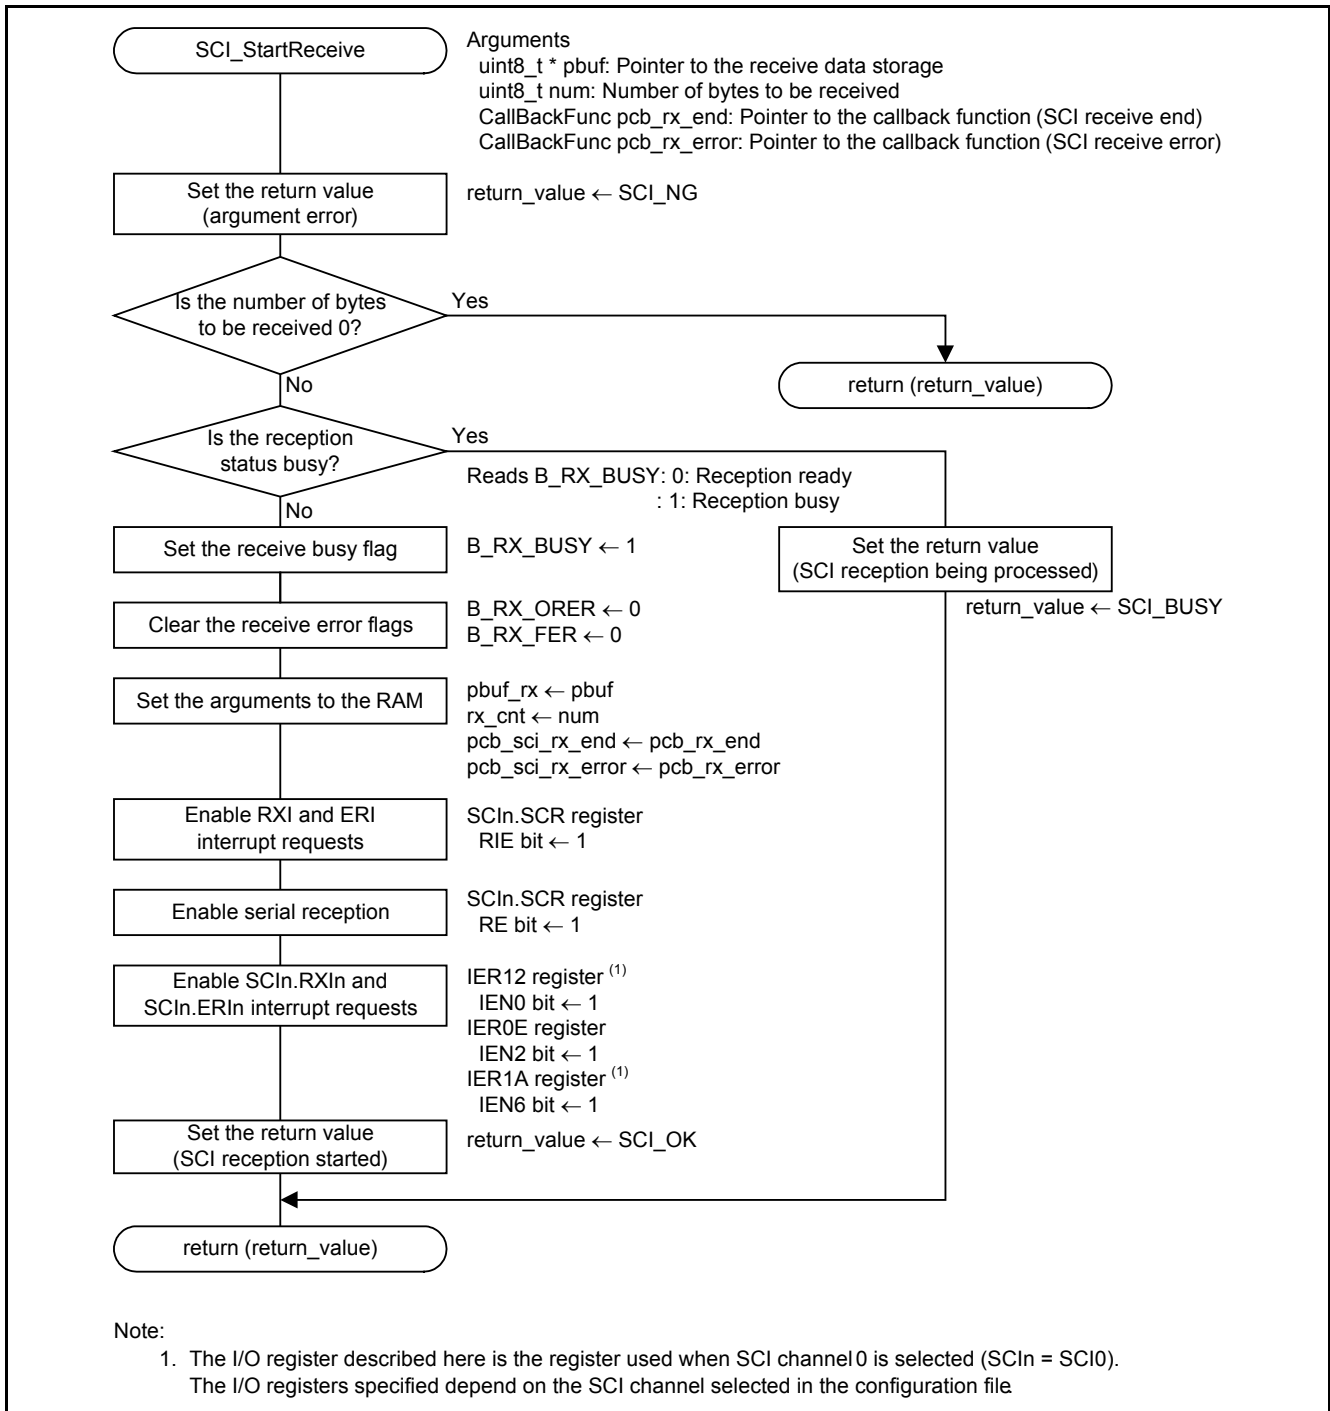 SCI_StartReceive
Arguments
uint8_t * pbuf: Pointer to the receive data storage
uint8_t num: Number of bytes to be received
CallBackFunc pcb_rx_end: Pointer to the callback function (SCI receive end)
CallBackFunc pcb_rx_error: Pointer to the callback function (SCI receive error)
Set the return value
(argument error)
return_value ← SCI_NG
Is the number of bytes
to be received 0?
Yes
return (return_value)
No
Is the reception
status busy?
Yes
Reads B_RX_BUSY: 0: Reception ready
: 1: Reception busy
No
Set the receive busy flag
B_RX_BUSY ← 1
Set the return value
(SCI reception being processed)
return_value ← SCI_BUSY
Clear the receive error flags
B_RX_ORER ← 0
B_RX_FER ← 0
Set the arguments to the RAM
pbuf_rx ← pbuf
rx_cnt ← num
pcb_sci_rx_end ← pcb_rx_end
pcb_sci_rx_error ← pcb_rx_error
Enable RXI and ERI
interrupt requests
SCIn.SCR register
RIE bit ← 1
Enable serial reception
SCIn.SCR register
RE bit ← 1
Enable SCIn.RXIn and
SCIn.ERIn interrupt requests
IER12 register (1)
IEN0 bit ← 1
IER0E register
IEN2 bit ← 1
IER1A register (1)
IEN6 bit ← 1
Set the return value
(SCI reception started)
return_value ← SCI_OK
return (return_value)
Note:
1. The I/O register described here is the register used when SCI channel 0 is selected (SCIn = SCI0).
The I/O registers specified depend on the SCI channel selected in the configuration file.